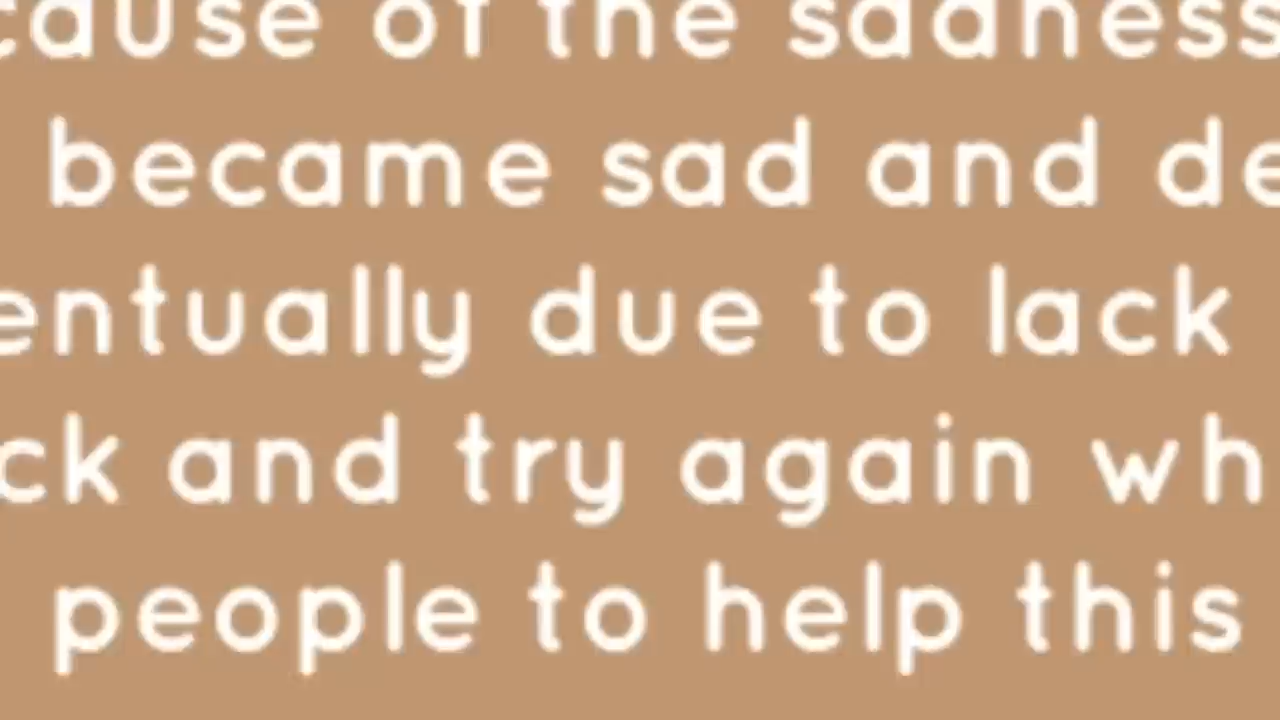 cause of the sadness
became sad and de
entually due to lack
ck and try again wh
people to help this